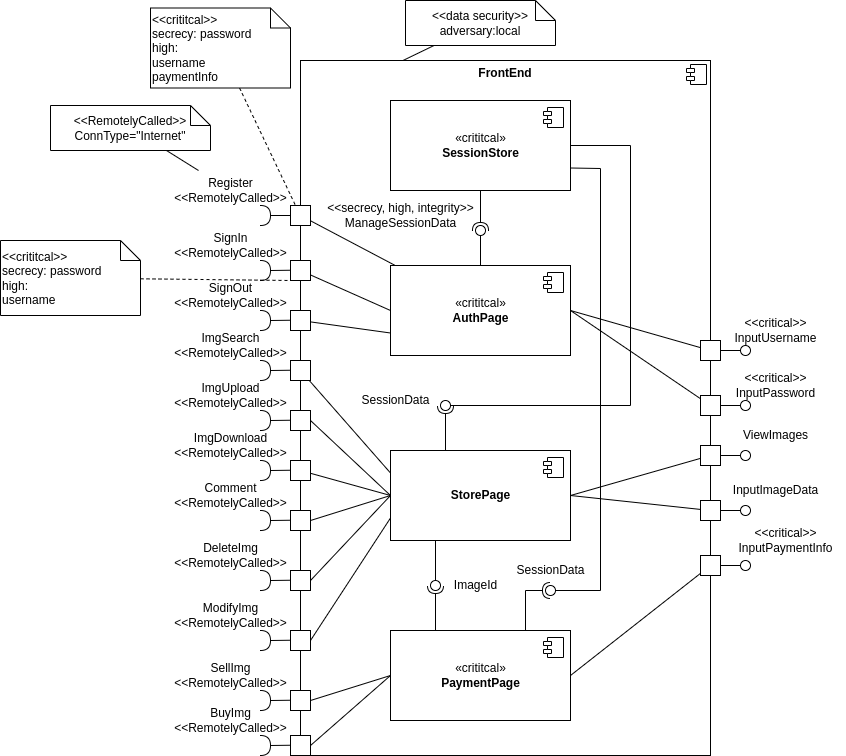 <<crititcal>>
secrecy: password
high:
username
paymentInfo
<<data security>>
adversary:local
FrontEnd
<<RemotelyCalled>>
ConnType="Internet"
«crititcal»
SessionStore
Register
<<RemotelyCalled>>
<<secrecy, high, integrity>>
ManageSessionData
SignIn
<<RemotelyCalled>>
<<crititcal>>
secrecy: password
high:
username
SignOut
<<RemotelyCalled>>
«crititcal»
AuthPage
ImgSearch
<<RemotelyCalled>>
<<critical>>
InputUsername
ImgUpload
<<RemotelyCalled>>
SessionData
<<critical>>
InputPassword
ImgDownload
<<RemotelyCalled>>
ViewImages
Comment
<<RemotelyCalled>>
StorePage
InputImageData
DeleteImg
<<RemotelyCalled>>
<<critical>>
InputPaymentInfo
ImageId
SessionData
ModifyImg
<<RemotelyCalled>>
SellImg
<<RemotelyCalled>>
«crititcal»
PaymentPage
BuyImg
<<RemotelyCalled>>